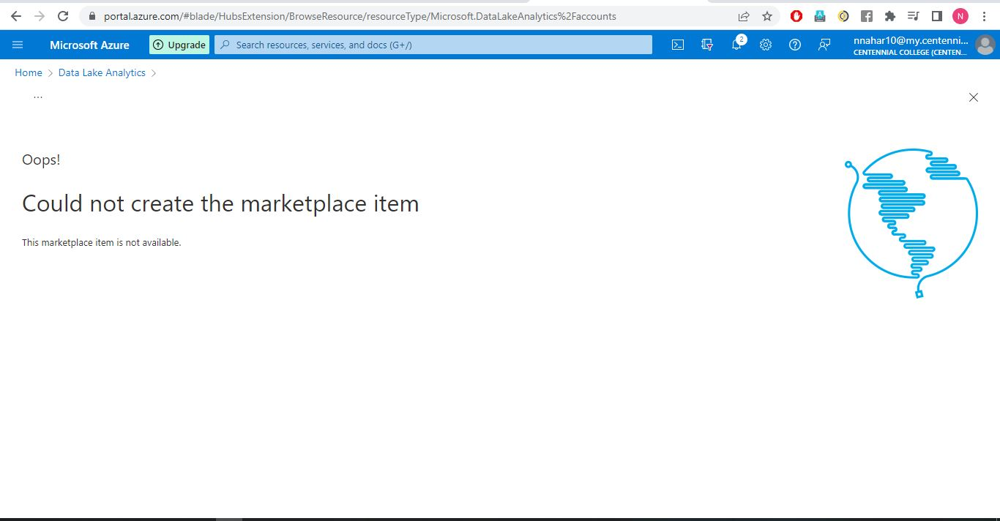 portal.azure.com/#blade/HubsExtension/BrowseResource/resourceType/Microsoft.DataLakeAnalytics%2Faccounts
N
Microsoft Azure
Upgrade
Search resources, services, and docs (G+/)
2
nnahar10@my.centenni...
CENTENNIAL COLLEGE (CENTEN...
Home > Data Lake Analytics >
...
Oops!
Could not create the marketplace item
This marketplace item is not available.